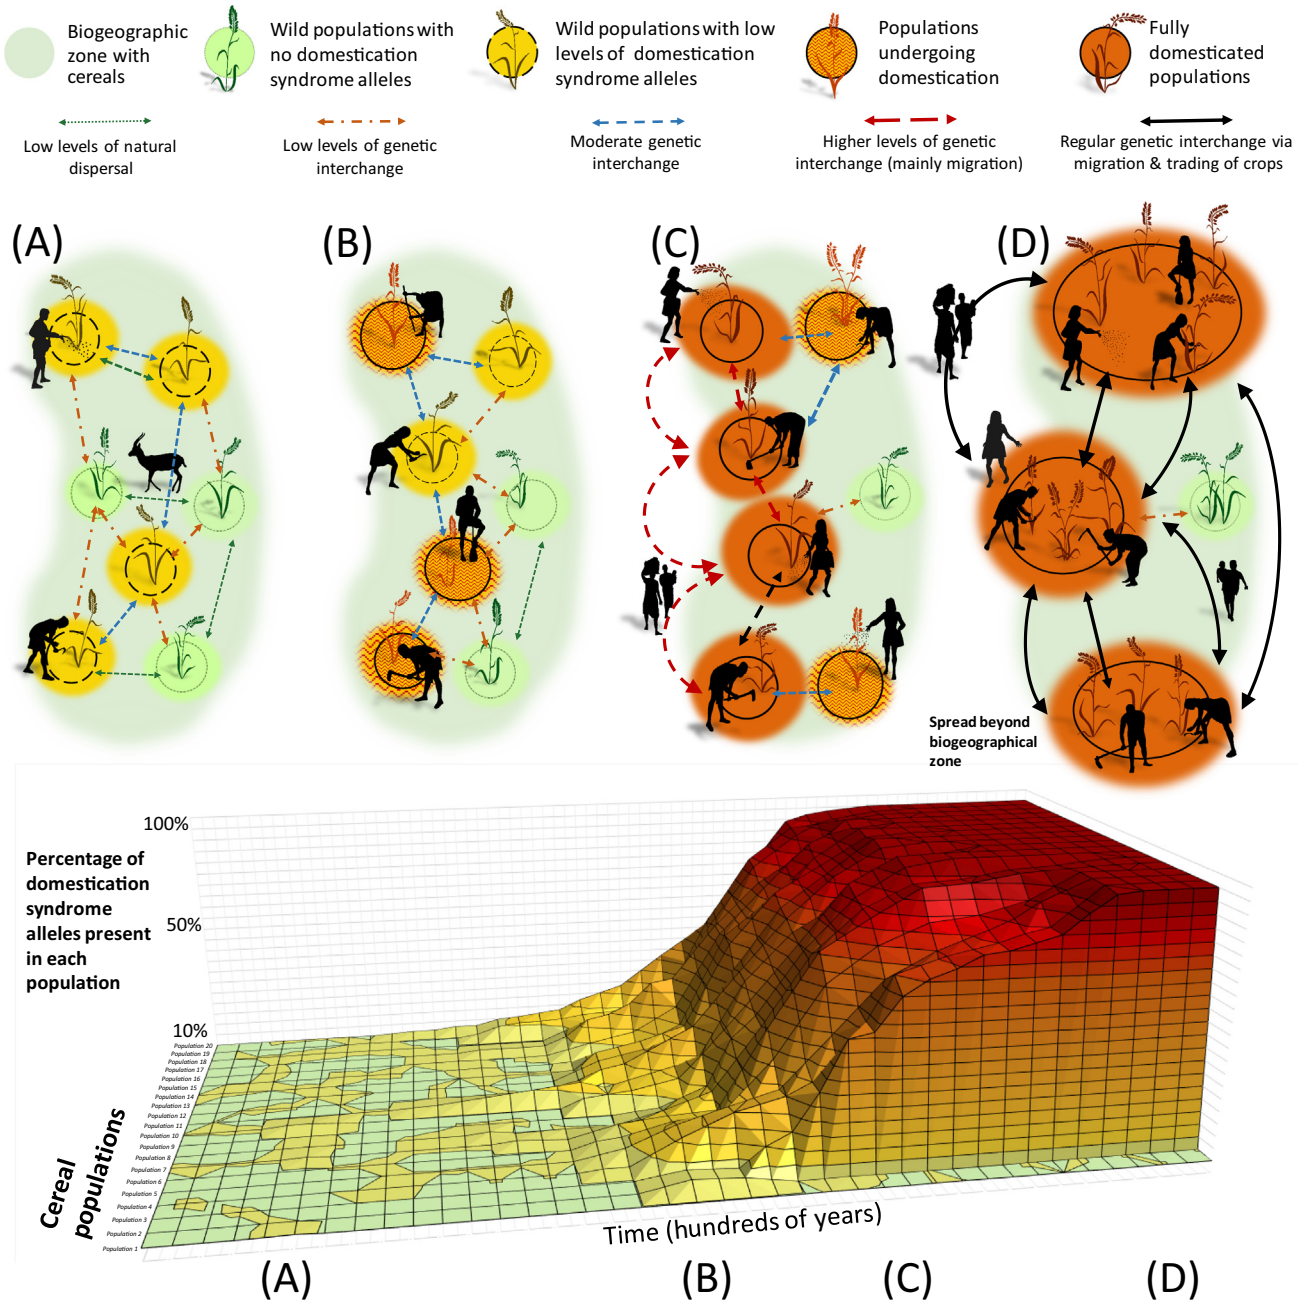 Biogeographic
zone with
cereals
Wild populations with
no domestication
syndrome alleles
Wild populations with low
levels of domestication
syndrome alleles
Populations
undergoing
domestication
Fully
domesticated
populations
Low levels of natural
dispersal
Low levels of genetic
interchange
Moderate genetic
interchange
Higher levels of genetic
interchange (mainly migration)
Regular genetic interchange via
migration & trading of crops
(A)
(B)
(C)
(D)
Spread beyond
biogeographical
zone
100%
50%
10%
Percentage of
domestication
syndrome
alleles present
in each
population
Population 20
Population 19
Population 18
Population 17
Population 16
Population 15
Population 14
Population 13
Population 12
Population 11
Population 10
Population 9
Population 8
Population 7
Population 6
Population 5
Population 4
Population 3
Population 2
Population 1
Cereal
populations
Time (hundreds of years)
(A)
(B)
(C)
(D)